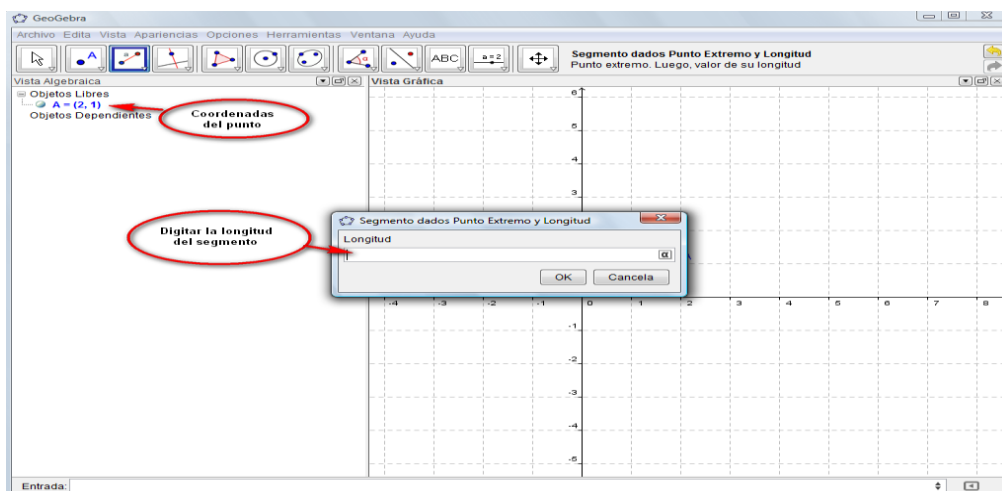 GeoGebra
Archivo Edita Vista Apariencias Opciones Herramientas Ventana Ayuda
A
ABC
a=2
Segmento dados Punto Extremo y Longitud
Punto extremo. Luego, valor de su longitud
Vista Algebraica
Vista Gráfica
Objetos Libres
A = (2, 1)
Objetos Dependientes
Coordenadas
del punto
Digitar la longitud
del segmento
Segmento dados Punto Extremo y Longitud
Longitud
α
OK
Cancela
6
5
4
3
-4 -3 -2 -1 0 1 2 3 4 5 6 7 8
-1
-2
-3
-4
-5
Entrada: